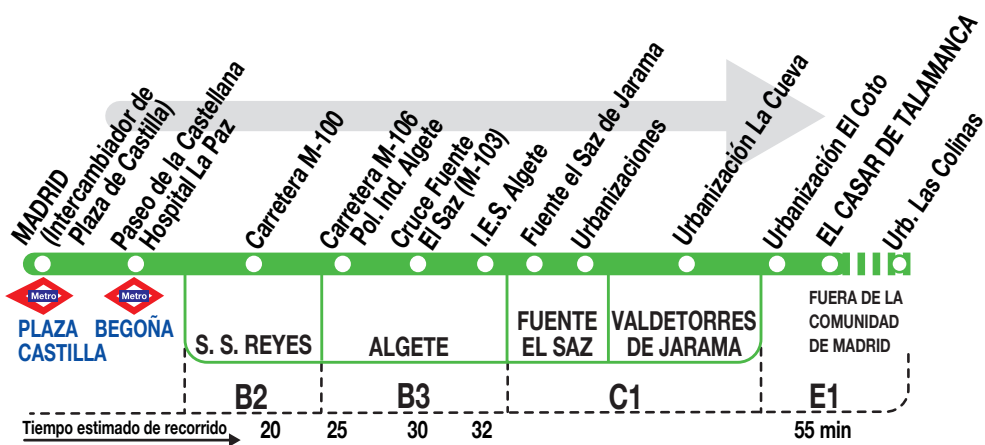 MADRID
(Intercambiador de
Plaza de Castilla)
Paseo de la Castellana
Hospital La Paz
Carretera M-100
Carretera M-106
Pol. Ind. Algete
Cruce Fuente
El Saz (M-103)
I.E.S. Algete
Fuente el Saz de Jarama
Urbanizaciones
Urbanización La Cueva
Urbanización El Coto
EL CASAR DE TALAMANCA
Urb. Las Colinas
Metro
Metro
PLAZA
CASTILLA
BEGOÑA
S. S. REYES
ALGETE
FUENTE
EL SAZ
VALDETORRES
DE JARAMA
FUERA DE LA
COMUNIDAD
DE MADRID
B2
B3
C1
E1
Tiempo estimado de recorrido 20 25 30 32 55 min